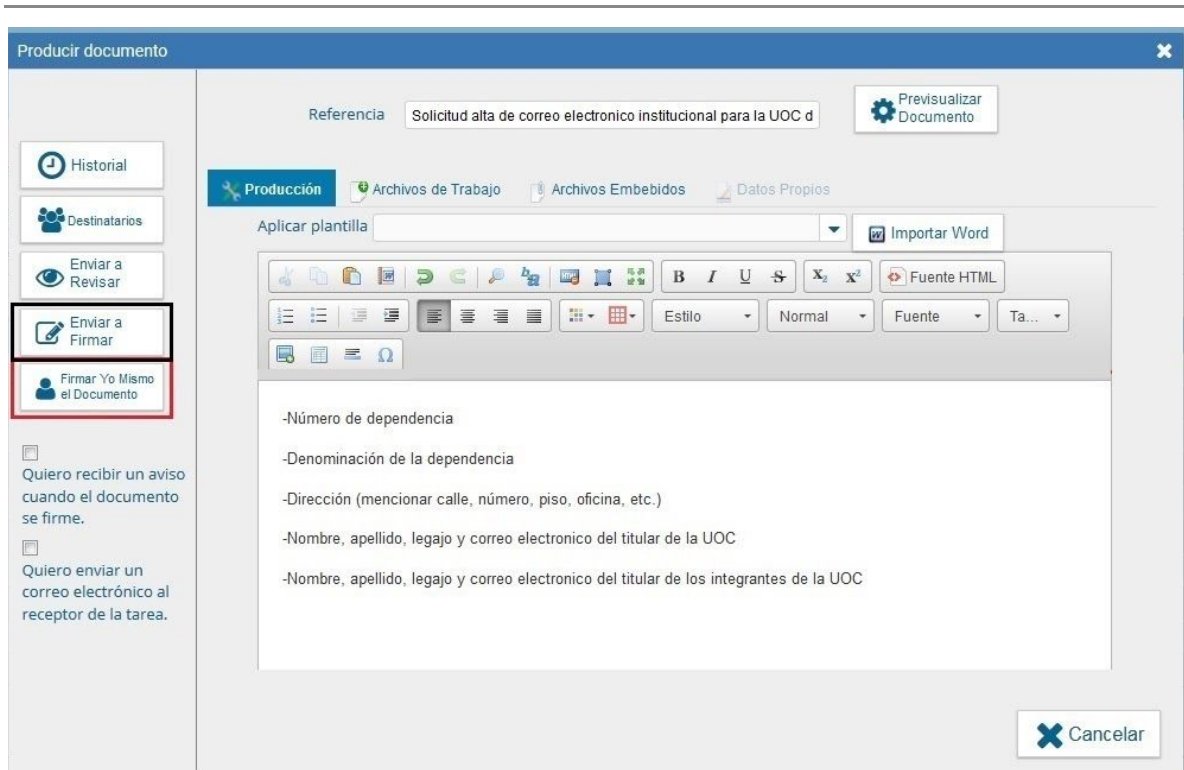 Producir documento
Referencia
Solicitud alta de correo electronico institucional para la UOC d
Previsualizar
Documento
Historial
Destinatarios
Enviar a
Revisar
Enviar a
Firmar
Firmar Yo Mismo
el Documento
Quiero recibir un aviso
cuando el documento
se firme.
Quiero enviar un
correo electrónico al
receptor de la tarea.
Producción
Archivos de Trabajo
Archivos Embebidos
Datos Propios
Aplicar plantilla
Importar Word
B I U S X₂ X² Fuente HTML
Estilo Normal Fuente Ta...
Ω
-Número de dependencia
-Denominación de la dependencia
-Dirección (mencionar calle, número, piso, oficina, etc.)
-Nombre, apellido, legajo y correo electronico del titular de la UOC
-Nombre, apellido, legajo y correo electronico del titular de los integrantes de la UOC
Cancelar